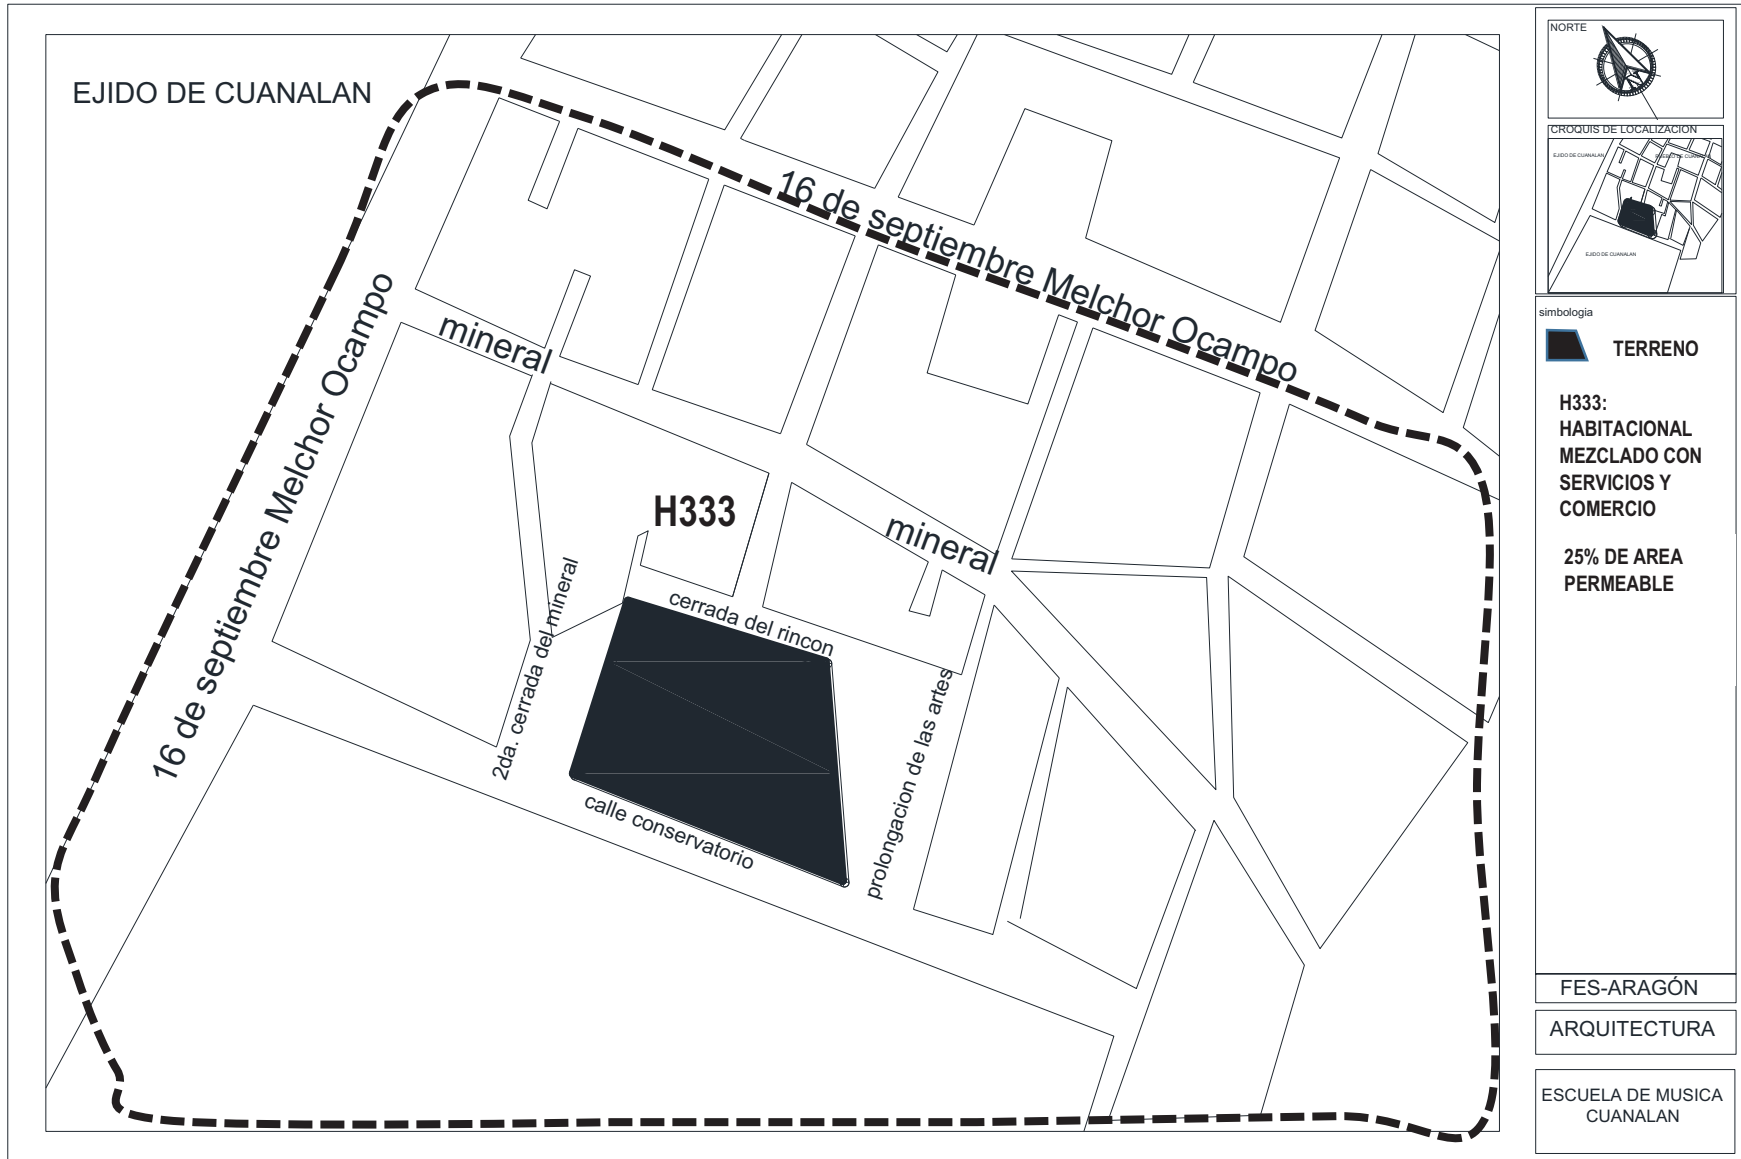 EJIDO DE CUANALAN
16 de septiembre Melchor Ocampo
16 de septiembre Melchor Ocampo
mineral
H333
mineral
2da. cerrada del mineral
cerrada del rincon
prolongacion de las artes
calle conservatorio
NORTE
CROQUIS DE LOCALIZACION
EJIDO DE CUANALAN
DE
EJIDO DE CUANALAN
simbologia
TERRENO
H333:
HABITACIONAL
MEZCLADO CON
SERVICIOS Y
COMERCIO
25% DE AREA
PERMEABLE
FES-ARAGÓN
ARQUITECTURA
ESCUELA DE MUSICA
CUANALAN